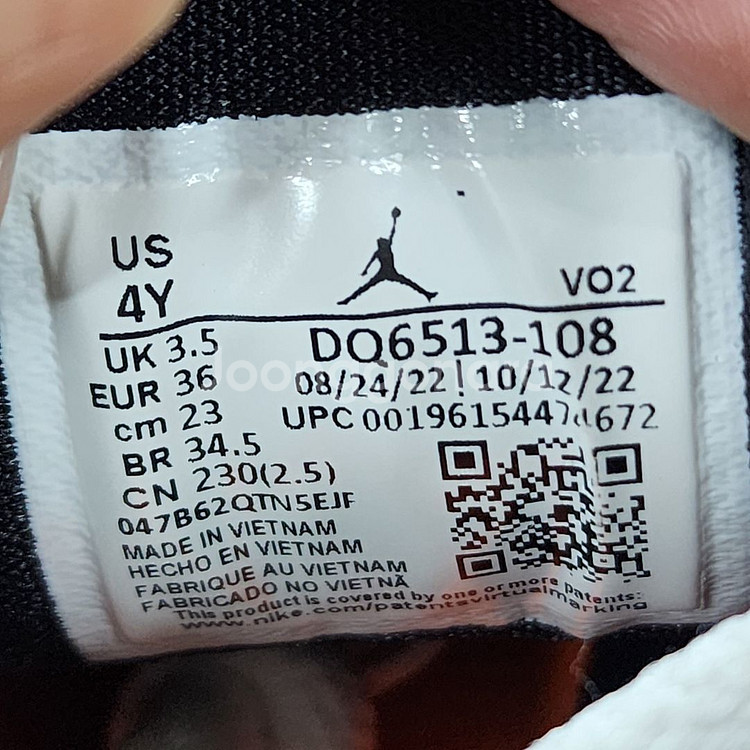 US
4Y
VO2
UK 3.5
EUR 36
cm 23
BR 34.5
CN 230(2.5)
047B62QTN5EJF
DQ6513-108
08/24/22 10/12/22
UPC
MADE IN VIETNAM
HECHO EN VIETNAM
FABRIQUE AU VIETNAM
FABRICADO NO VIETNÃ
This product is covered by one or more patents:
www.nike.com/patentsvirtualmarking